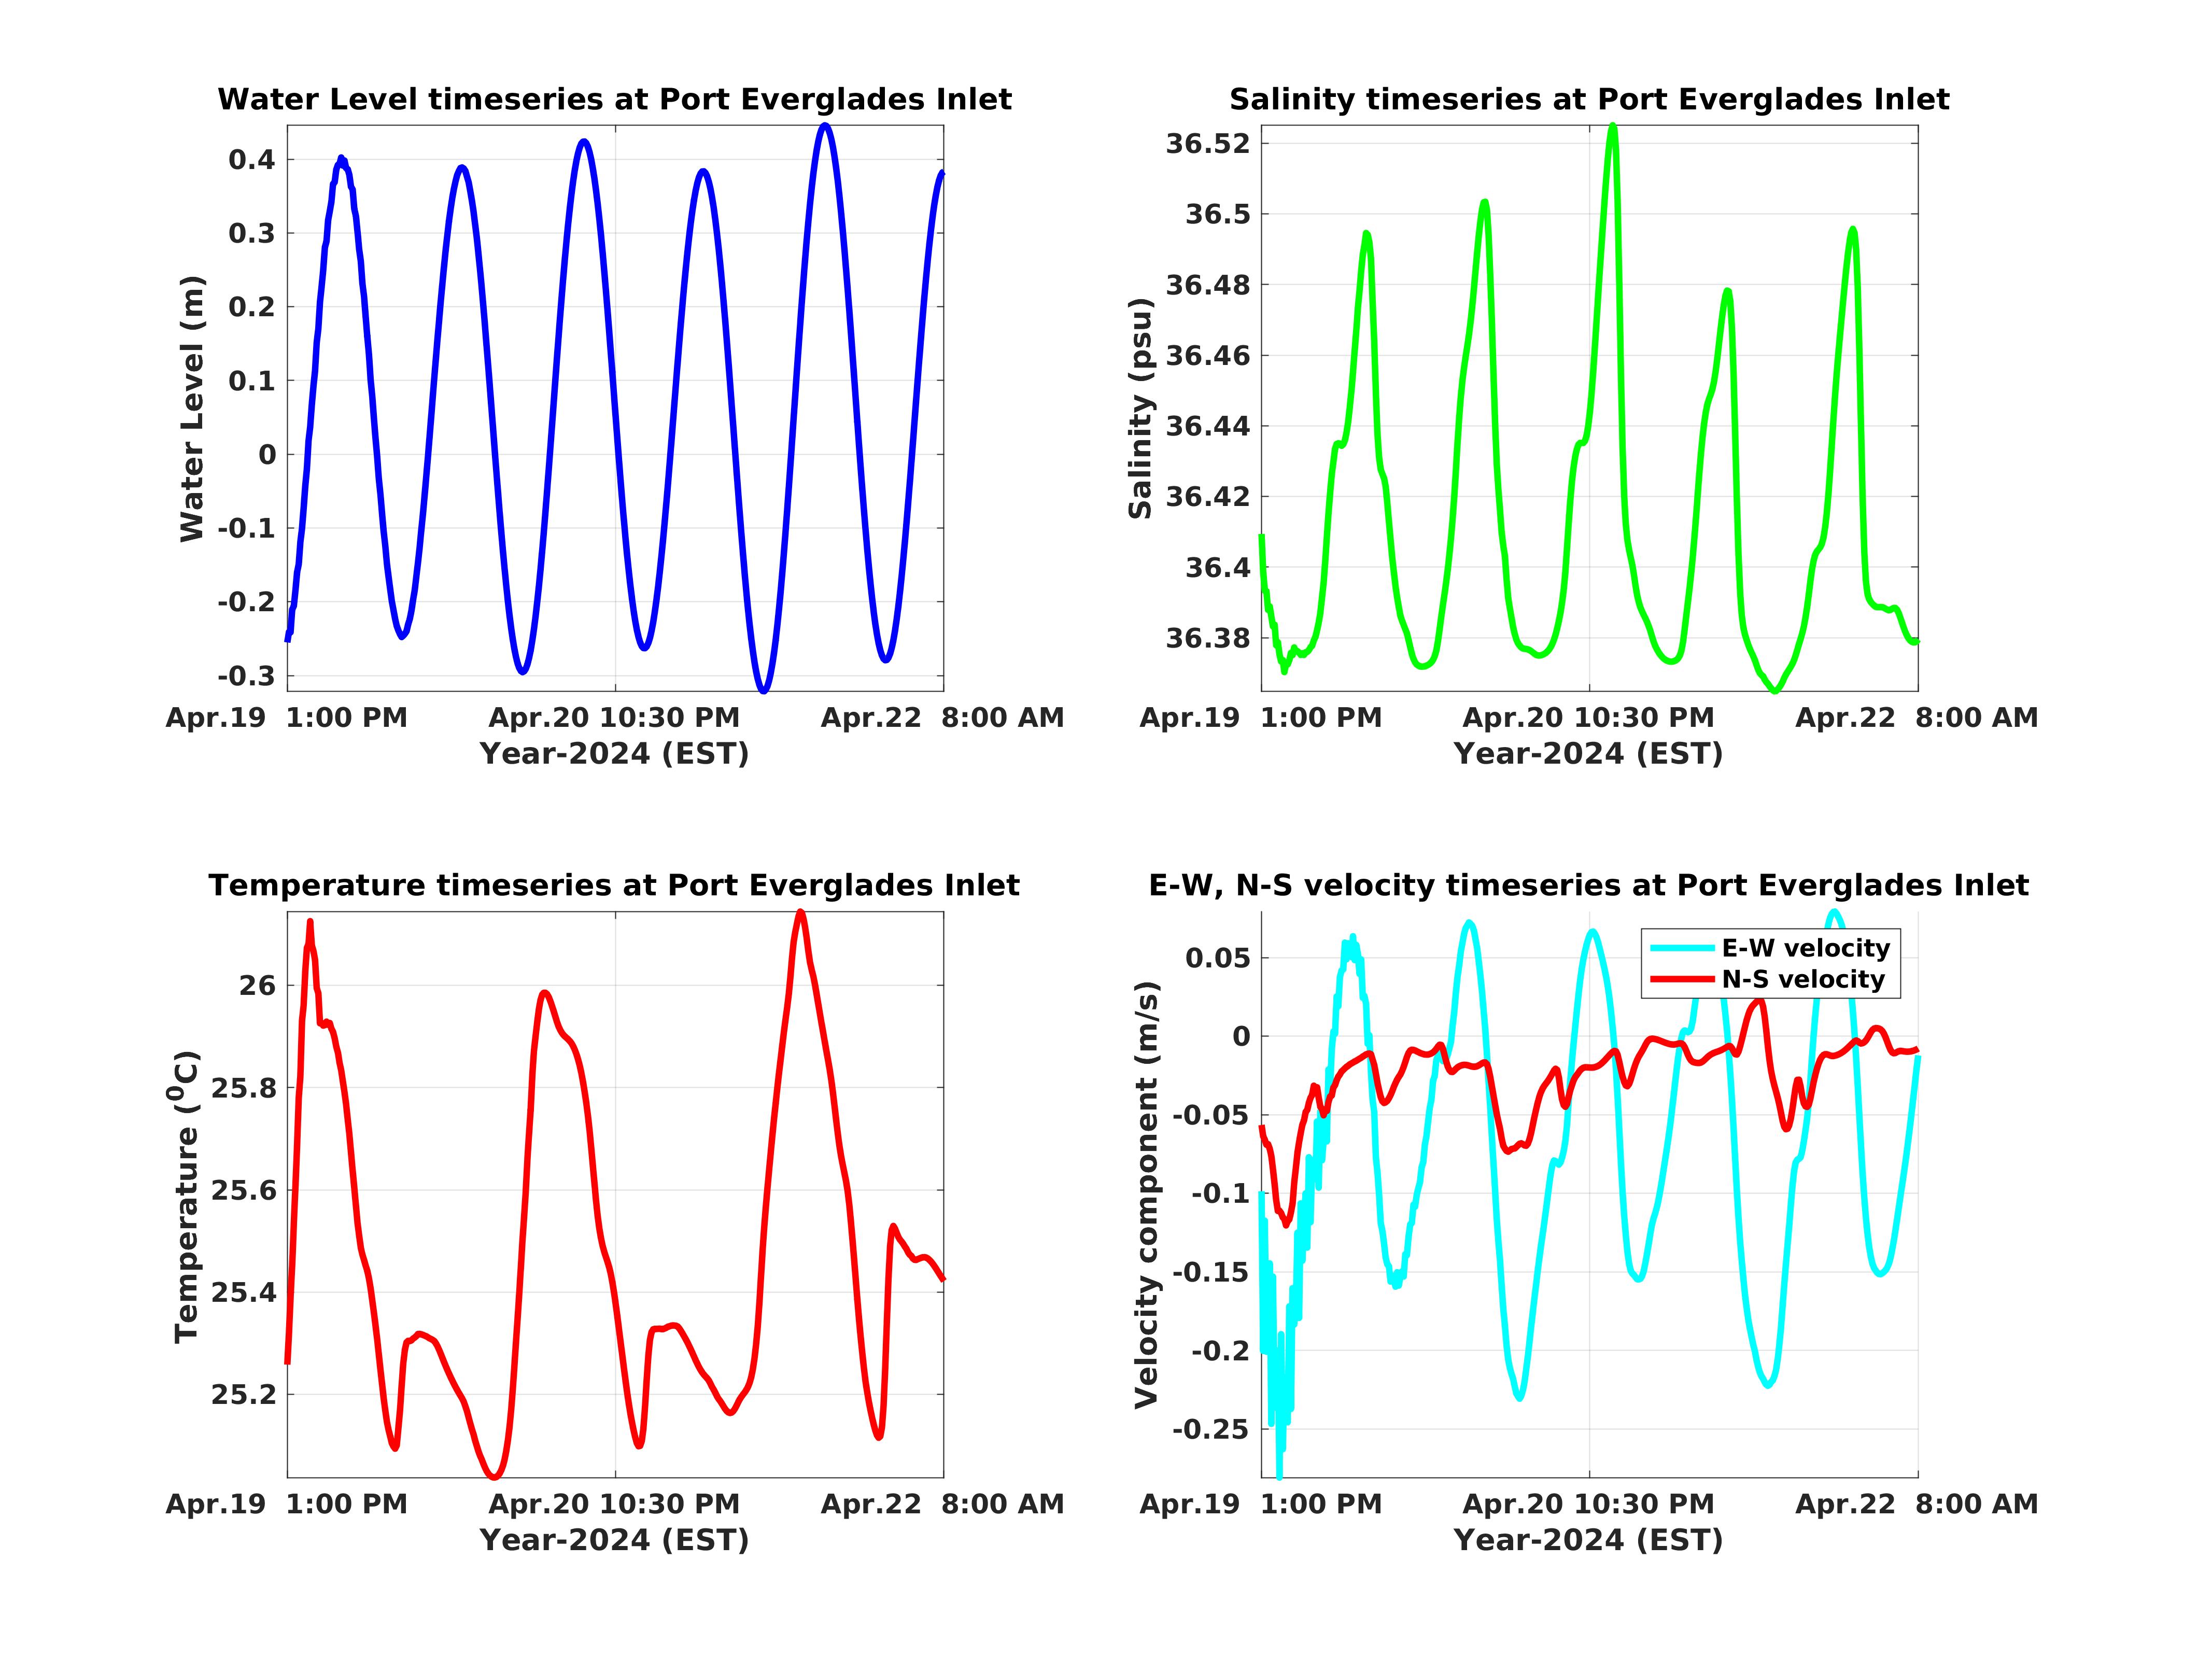 Water Level timeseries at Port Everglades Inlet
0.4
0.3
0.2
0.1
0
-0.1
-0.2
-0.3
Water Level (m)
Apr.19 1:00 PM Apr.20 10:30 PM Apr.22 8:00 AM
Year-2024 (EST)
Salinity timeseries at Port Everglades Inlet
36.52
36.5
36.48
36.46
36.44
36.42
36.4
36.38
Salinity (psu)
Apr.19 1:00 PM Apr.20 10:30 PM Apr.22 8:00 AM
Year-2024 (EST)
Temperature timeseries at Port Everglades Inlet
26
25.8
25.6
25.4
25.2
Temperature (⁰C)
Apr.19 1:00 PM Apr.20 10:30 PM Apr.22 8:00 AM
Year-2024 (EST)
E-W, N-S velocity timeseries at Port Everglades Inlet
E-W velocity
N-S velocity
0.05
0
-0.05
-0.1
-0.15
-0.2
-0.25
Velocity component (m/s)
Apr.19 1:00 PM Apr.20 10:30 PM Apr.22 8:00 AM
Year-2024 (EST)